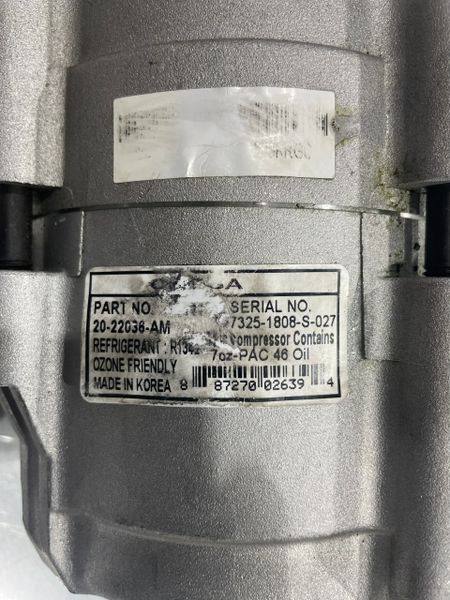 PART NO.
SERIAL NO.
20-22036-AM
7325-1808-S-027
REFRIGERANT : R134
Compressor Contains
7oz-PAC 46 Oil
OZONE FRIENDLY
MADE IN KOREA
8 87270 02639 4